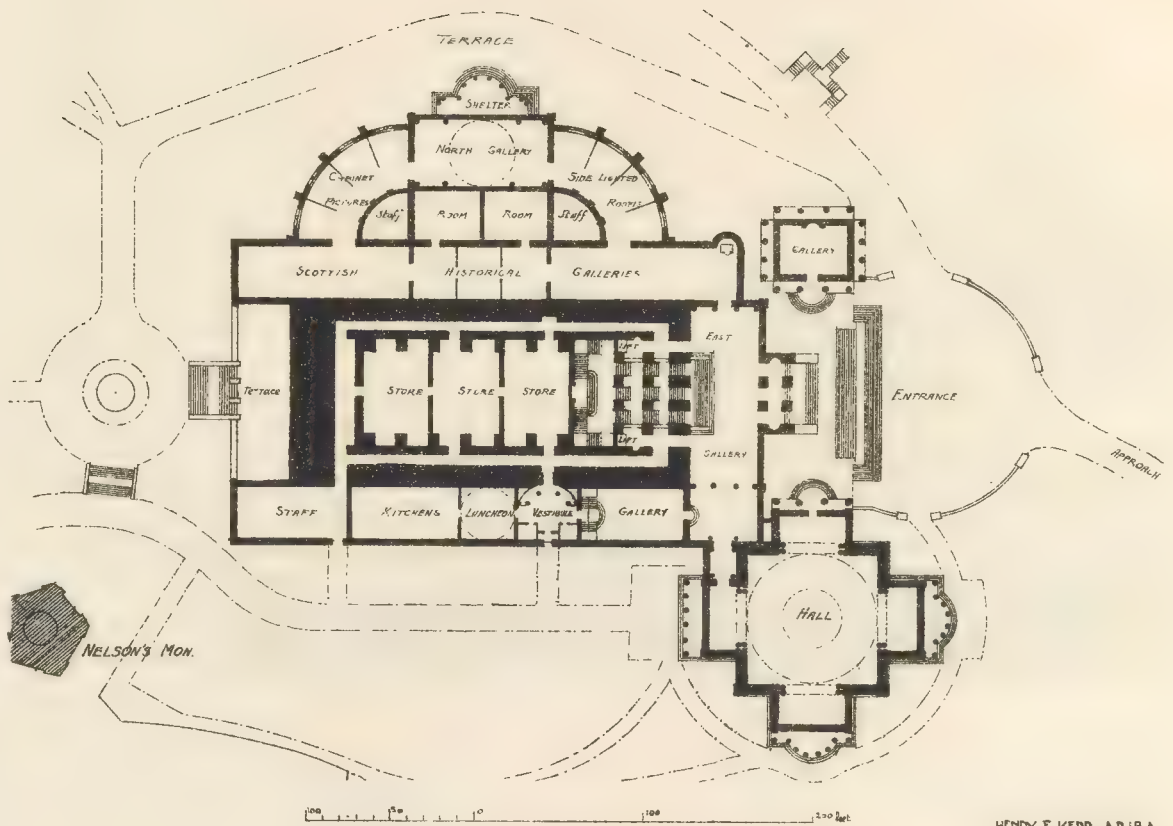 TERRACE
SHELTER
NORTH GALLERY
CABINET
PICTURES
SIDE LIGHTED
ROOMS
Staff
ROOM
ROOM
Staff
GALLERY
SCOTTISH
HISTORICAL
GALLERIES
EAST
LIFT
Terrace
STORE
STORE
STORE
ENTRANCE
LIFT
GALLERY
APPROACH
STAFF
KITCHENS
LUNCHEON
VESTIBULE
GALLERY
HALL
NELSON'S MON.
100 50 0 100 200 feet
HENRY F. KERR A.R.I.B.A.